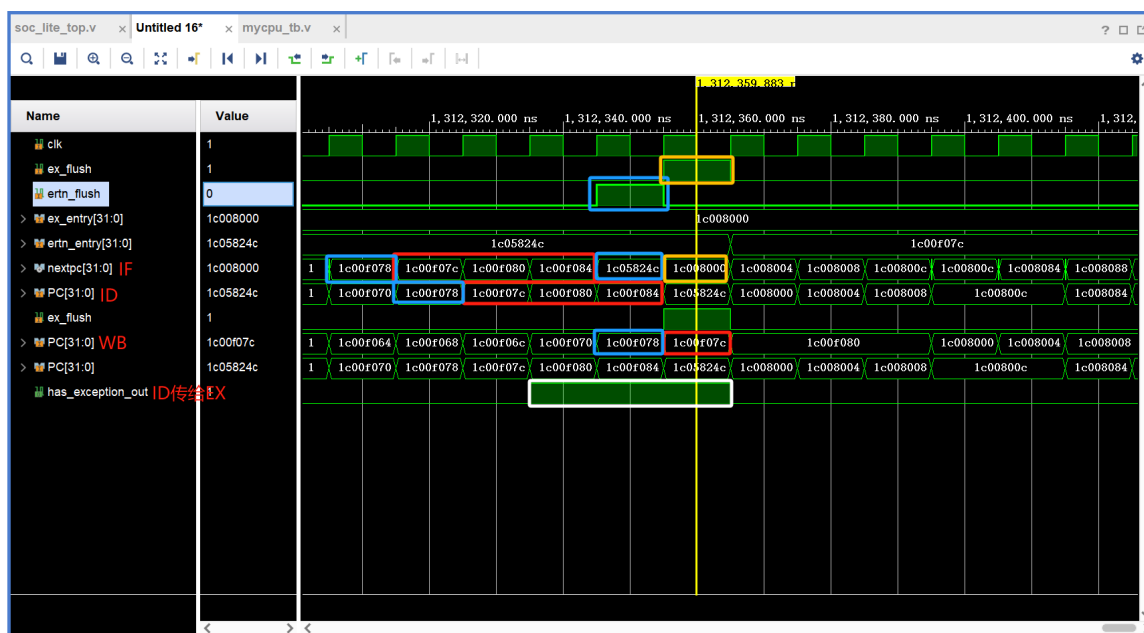 soc_lite_top.v × Untitled 16* × mycpu_tb.v ×
1,312,359.883 n
Name Value 1,312,320.000 ns 1,312,340.000 ns 1,312,360.000 ns 1,312,380.000 ns 1,312,400.000 ns 1,312,
clk 1
ex_flush 1
ertn_flush 0
ex_entry[31:0] 1c008000 1c008000
ertn_entry[31:0] 1c05824c 1c05824c 1c00f07c
nextpc[31:0] IF 1c008000 1 1c00f078 1c00f07c 1c00f080 1c00f084 1c05824c 1c008000 1c008004 1c008008 1c00800c 1c00800c 1c008084 1c008088
PC[31:0] ID 1c05824c 1 1c00f070 1c00f078 1c00f07c 1c00f080 1c00f084 1c05824c 1c008000 1c008004 1c008008 1c00800c 1c008084
ex_flush 1
PC[31:0] WB 1c00f07c 1 1c00f064 1c00f068 1c00f06c 1c00f070 1c00f078 1c00f07c 1c00f080 1c008000 1c008004 1c008008
PC[31:0] 1c05824c 1 1c00f070 1c00f078 1c00f07c 1c00f080 1c00f084 1c05824c 1c008000 1c008004 1c008008 1c00800c 1c008084
has_exception_out ID传给EX